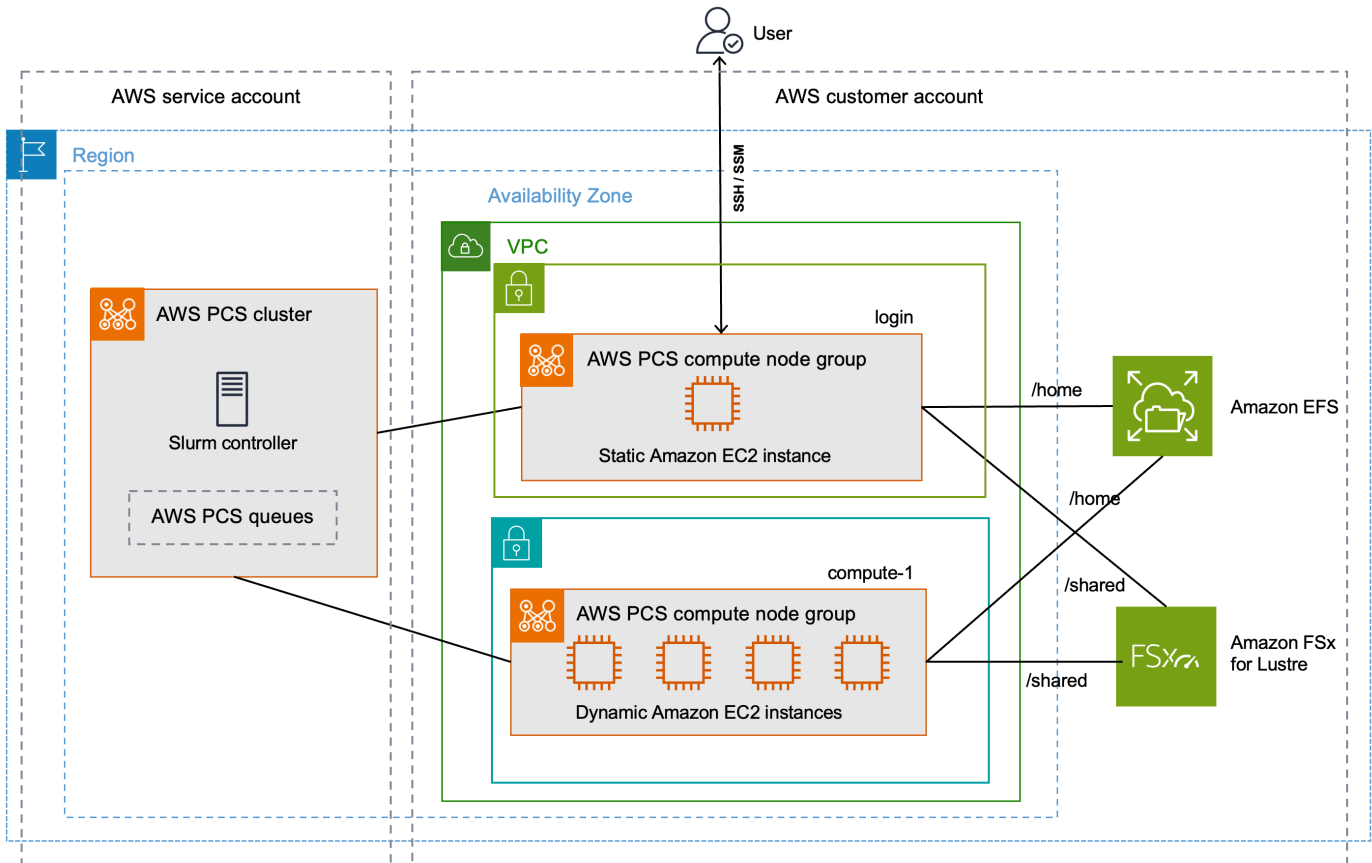 User
AWS service account
AWS customer account
Region
SSH / SSM
Availability Zone
VPC
AWS PCS cluster
login
AWS PCS compute node group
/home
Amazon EFS
Slurm controller
Static Amazon EC2 instance
AWS PCS queues
/home
compute-1
/shared
AWS PCS compute node group
Amazon FSx
for Lustre
FSx
/shared
Dynamic Amazon EC2 instances